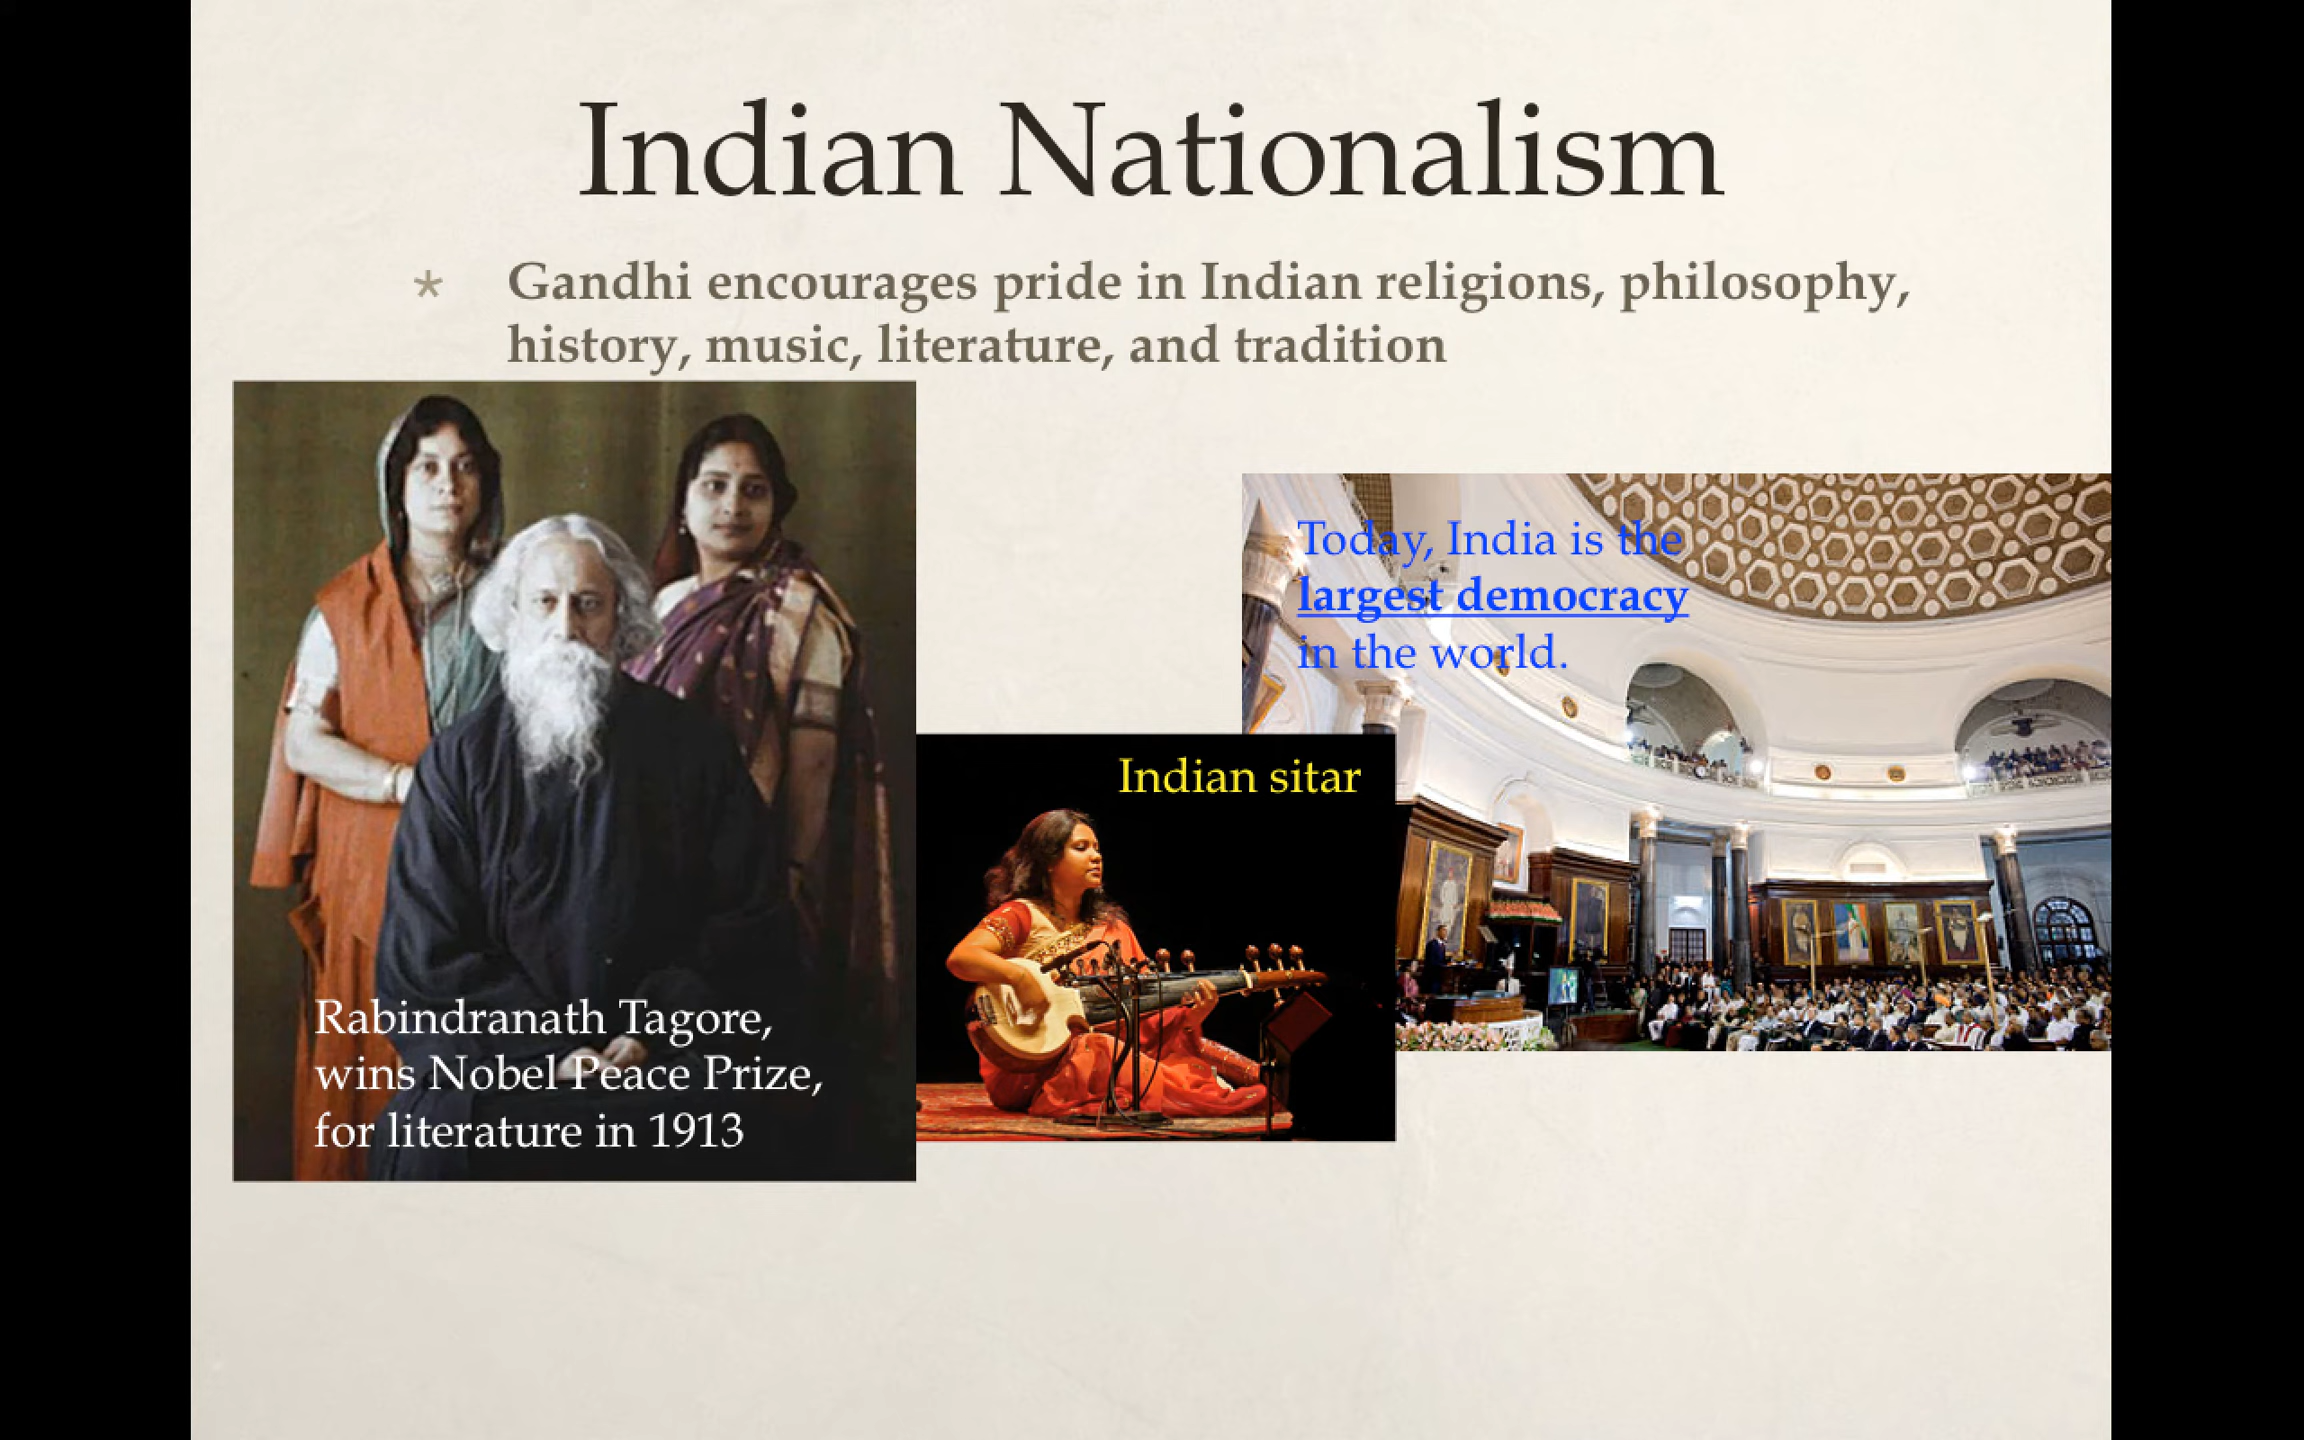 Indian Nationalism
* Gandhi encourages pride in Indian religions, philosophy,
history, music, literature, and tradition
Today, India is the
largest democracy
in the world.
Indian sitar
Rabindranath Tagore,
wins Nobel Peace Prize,
for literature in 1913